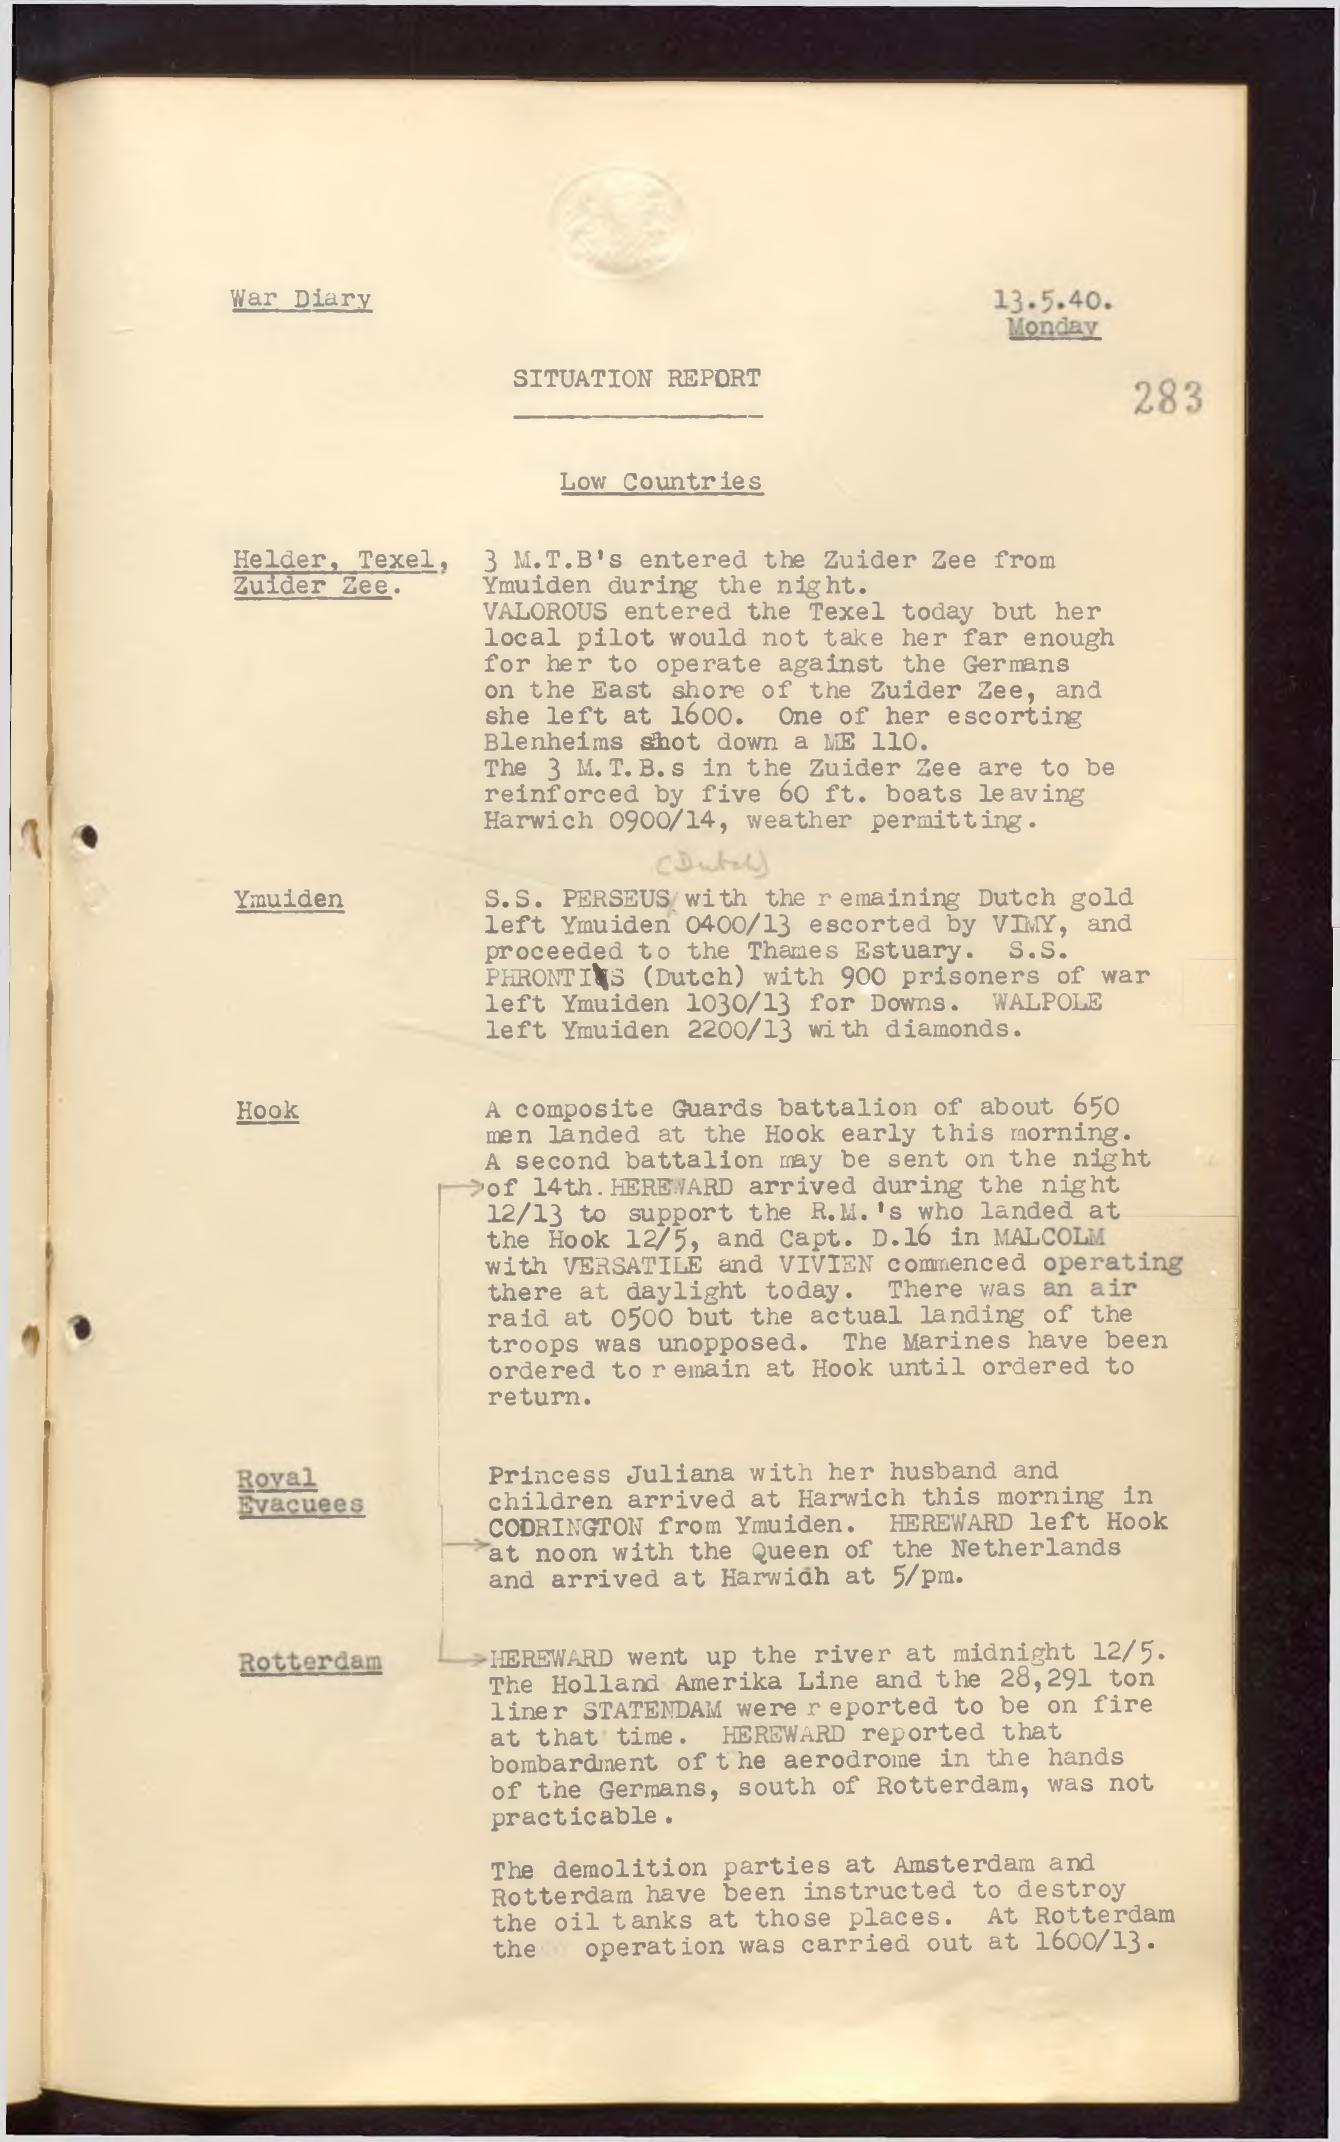 War Diary
13.5.40.
Monday
SITUATION REPORT
283
Low Countries
Helder, Texel,
Zuider Zee.
3 M.T.B's entered the Zuider Zee from
Ymuiden during the night.
VALOROUS entered the Texel today but her
local pilot would not take her far enough
for her to operate against the Germans
on the East shore of the Zuider Zee, and
she left at 1600. One of her escorting
Blenheims shot down a ME 110.
The 3 M.T.B.s in the Zuider Zee are to be
reinforced by five 60 ft. boats leaving
Harwich 0900/14, weather permitting.
(Dutch)
Ymuiden
S.S. PERSEUS with the remaining Dutch gold
left Ymuiden 0400/13 escorted by VIMY, and
proceeded to the Thames Estuary. S.S.
PHRONTIS (Dutch) with 900 prisoners of war
left Ymuiden 1030/13 for Downs. WALPOLE
left Ymuiden 2200/13 with diamonds.
Hook
A composite Guards battalion of about 650
men landed at the Hook early this morning.
A second battalion may be sent on the night
of 14th. HEREWARD arrived during the night
12/13 to support the R.M.'s who landed at
the Hook 12/5, and Capt. D.16 in MALCOLM
with VERSATILE and VIVIEN commenced operating
there at daylight today. There was an air
raid at 0500 but the actual landing of the
troops was unopposed. The Marines have been
ordered to remain at Hook until ordered to
return.
Royal
Evacuees
Princess Juliana with her husband and
children arrived at Harwich this morning in
CODRINGTON from Ymuiden. HEREWARD left Hook
at noon with the Queen of the Netherlands
and arrived at Harwidh at 5/pm.
Rotterdam
HEREWARD went up the river at midnight 12/5.
The Holland Amerika Line and the 28,291 ton
liner STATENDAM were reported to be on fire
at that time. HEREWARD reported that
bombardment of the aerodrome in the hands
of the Germans, south of Rotterdam, was not
practicable.
The demolition parties at Amsterdam and
Rotterdam have been instructed to destroy
the oil tanks at those places. At Rotterdam
the operation was carried out at 1600/13.